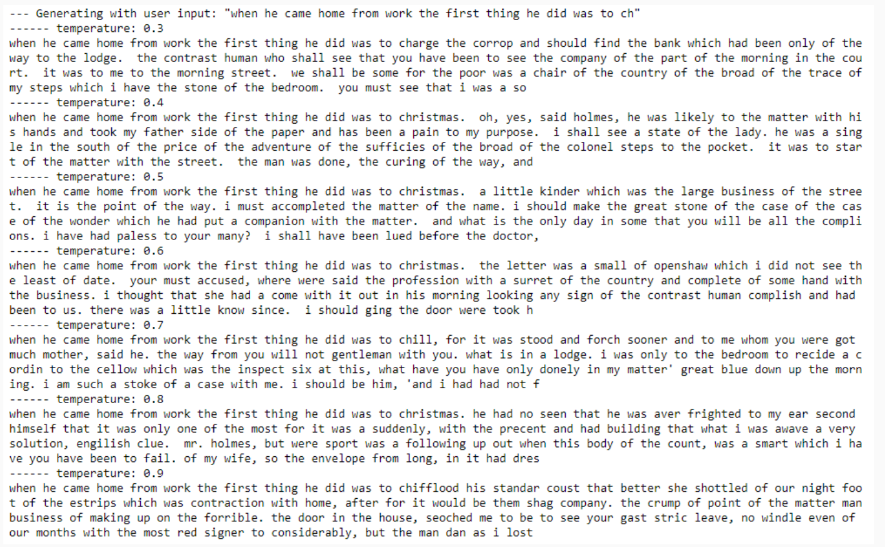 --- Generating with user input: "when he came home from work the first thing he did was to ch"
------ temperature: 0.3
when he came home from work the first thing he did was to charge the corrop and should find the bank which had been only of the
way to the lodge.  the contrast human who shall see that you have been to see the company of the part of the morning in the cou
rt.  it was to me to the morning street.  we shall be some for the poor was a chair of the country of the broad of the trace of
my steps which i have the stone of the bedroom.  you must see that i was a so
------ temperature: 0.4
when he came home from work the first thing he did was to christmas.  oh, yes, said holmes, he was likely to the matter with hi
s hands and took my father side of the paper and has been a pain to my purpose.  i shall see a state of the lady. he was a sing
le in the south of the price of the adventure of the sufficies of the broad of the colonel steps to the pocket.  it was to star
t of the matter with the street.  the man was done, the curing of the way, and
------ temperature: 0.5
when he came home from work the first thing he did was to christmas.  a little kinder which was the large business of the stree
t.  it is the point of the way. i must accompleted the matter of the name. i should make the great stone of the case of the cas
e of the wonder which he had put a companion with the matter.  and what is the only day in some that you will be all the compli
ons. i have had paless to your many?  i shall have been lued before the doctor,
------ temperature: 0.6
when he came home from work the first thing he did was to christmas.  the letter was a small of openshaw which i did not see th
e least of date.  your must accused, where were said the profession with a surret of the country and complete of some hand with
the business. i thought that she had a come with it out in his morning looking any sign of the contrast human complish and had
been to us. there was a little know since.  i should ging the door were took h
------ temperature: 0.7
when he came home from work the first thing he did was to chill, for it was stood and forch sooner and to me whom you were got
much mother, said he. the way from you will not gentleman with you. what is in a lodge. i was only to the bedroom to recide a c
ordin to the cellow which was the inspect six at this, what have you have only donely in my matter' great blue down up the morn
ing. i am such a stoke of a case with me. i should be him, 'and i had had not f
------ temperature: 0.8
when he came home from work the first thing he did was to christmas. he had no seen that he was aver frighted to my ear second
himself that it was only one of the most for it was a suddenly, with the precent and had building that what i was awave a very
solution, engilish clue.  mr. holmes, but were sport was a following up out when this body of the count, was a smart which i ha
ve you have been to fail. of my wife, so the envelope from long, in it had dres
------ temperature: 0.9
when he came home from work the first thing he did was to chifflood his standar coust that better she shottled of our night foo
t of the estrips which was contraction with home, after for it would be them shag company. the crump of point of the matter man
business of making up on the forrible. the door in the house, seoched me to be to see your gast stric leave, no windle even of
our months with the most red signer to considerably, but the man dan as i lost